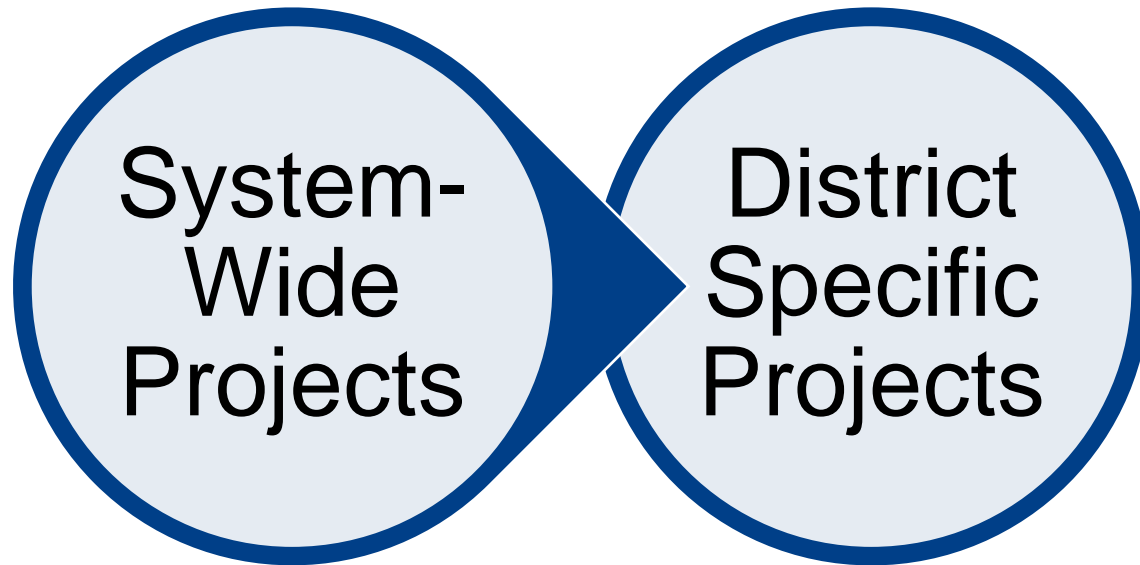 System-
Wide
Projects
District
Specific
Projects